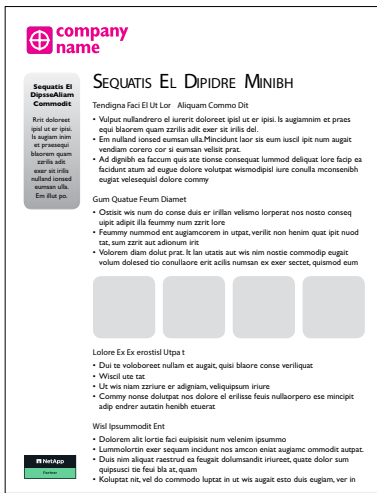 company
name
Sequatis El
DipsseAliam
Commodit
Rrit doloreet
ipisl ut er ipisi.
Is augiam inim
et praesequi
blaorem quam
zzrilis adit
exer sit irilis
nulland ionsed
eumsan ulla.
Em illut po.
Sequatis El Dipidre Minibh
Tendigna Faci El Ut Lor Aliquam Commo Dit
• Vulput nullandrero el iurerit doloreet ipisl ut er ipisi. Is augiamnim et praes
equi blaorem quam zzrilis adit exer sit irilis del.
• Em nulland ionsed eumsan ulla.Mincidunt laor sis eum iuscil ipit num augait
vendiam corero cor si eumsan velisit prat.
• Ad dignibh ea faccum quis ate tionse consequat lummod deliquat lore facip ea
facidunt atum ad eugue dolore volutpat wismodipisl iure conulla mconsenibh
eugiat velesequisl dolore commy
Gum Quatue Feum Diamet
• Ostisit wis num do conse duis er irillan velismo lorperat nos nosto conseq
uipit adipit illa feummy num zzrit lore
• Feummy nummod ent augiamcorem in utpat, verilit non henim quat ipit nuod
tat, sum zzrit aut adionum irit
• Volorem diam dolut prat. It lan utatis aut wis nim nostie commodip eugait
volum dolesed tio conullaore erit acilis numsan ex exer sectet, quismod eum
Lolore Ex Ex erostisl Utpa t
• Dui te voloboreet nullam et augait, quisi blaore conse veriliquat
• Wiscil ute tat
• Ut wis niam zzriure er adigniam, veliquipsum iriure
• Commy nonse dolutpat nos dolore el erilisse feuis nullaorpero ese mincipit
adip endrer autatin henibh etuerat
Wisl Ipsummodit Ent
• Dolorem alit lortie faci euipisisit num velenim ipsummo
• Lummolortin exer sequam incidunt nos amcon eniat augiamc ommodit autpat.
• Duis nim aliquat raestrud ea feugait dolumsandit iriureet, quate dolor sum
quipsusci tie feui bla at, quam
• Koluptat nit, vel do commodo luptat in ut wis augait esto duis eugiam, ver in
NetApp
Partner